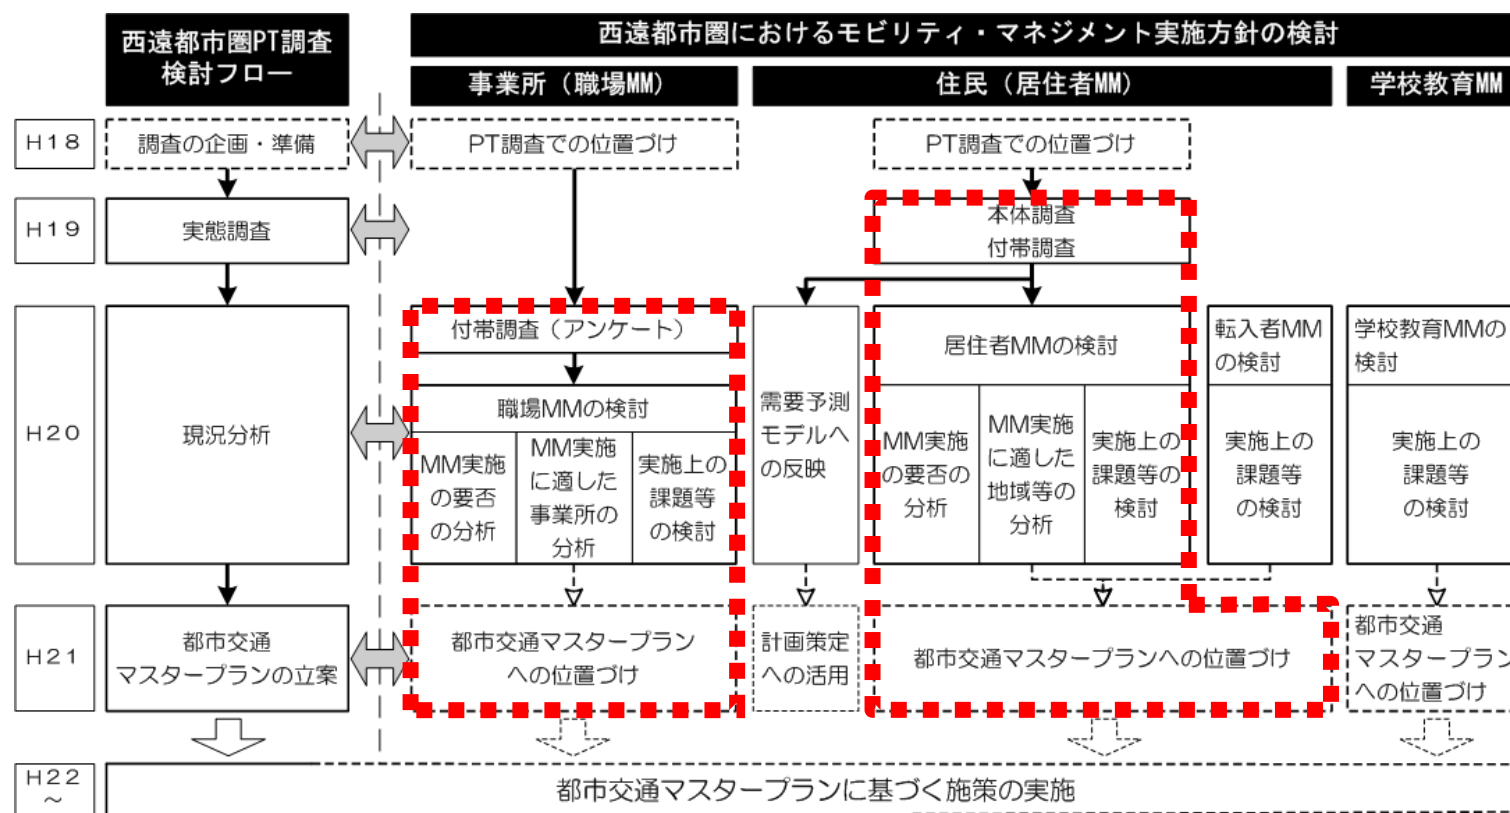 西遠都市圏PT調査
検討フロー
西遠都市圏におけるモビリティ・マネジメント実施方針の検討
事業所（職場MM）
住民（居住者MM）
学校教育MM
H18
調査の企画・準備
PT調査での位置づけ
PT調査での位置づけ
H19
実態調査
本体調査
付帯調査
H20
現況分析
付帯調査（アンケート）
職場MMの検討
MM実施
の要否
の分析
MM実施
に適した
事業所の
分析
実施上の
課題等
の検討
需要予測
モデルへ
の反映
居住者MMの検討
MM実施
の要否の
分析
MM実施
に適した
地域等の
分析
実施上の
課題等の
検討
転入者MM
の検討
実施上の
課題等
の検討
学校教育MMの
検討
実施上の
課題等
の検討
H21
都市交通
マスタープランの立案
都市交通マスタープラン
への位置づけ
計画策定
への活用
都市交通マスタープランへの位置づけ
都市交通
マスタープラン
への位置づけ
H22
～
都市交通マスタープランに基づく施策の実施